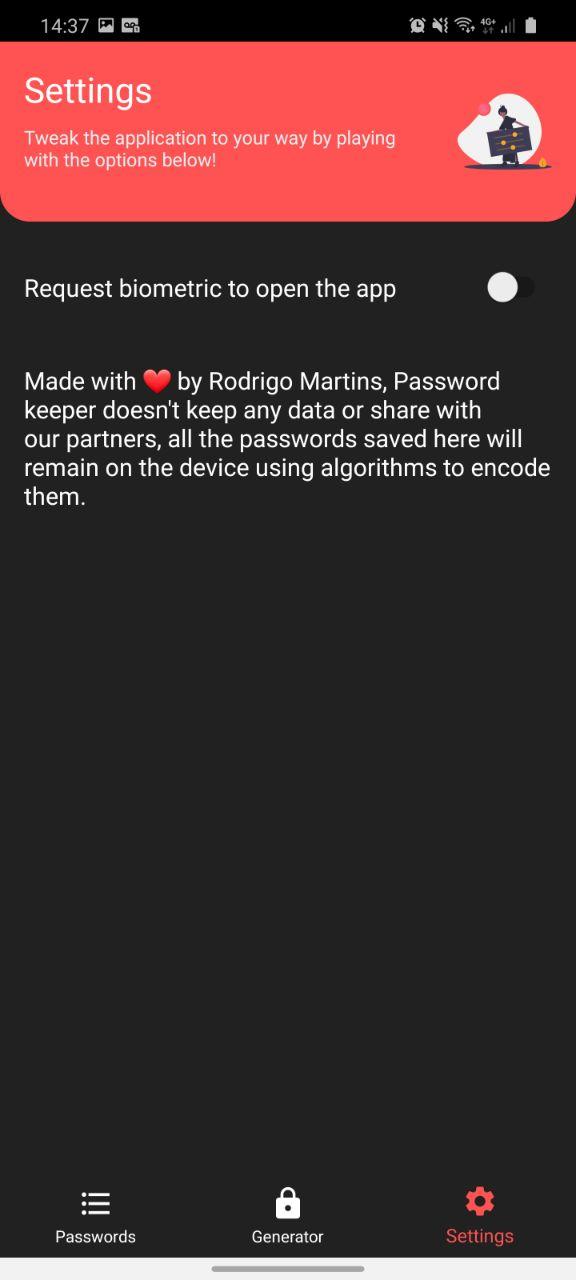 14:37
4G+
Settings
Tweak the application to your way by playing
with the options below!
Request biometric to open the app
Made with ❤️ by Rodrigo Martins, Password
keeper doesn't keep any data or share with
our partners, all the passwords saved here will
remain on the device using algorithms to encode
them.
Passwords
Generator
Settings